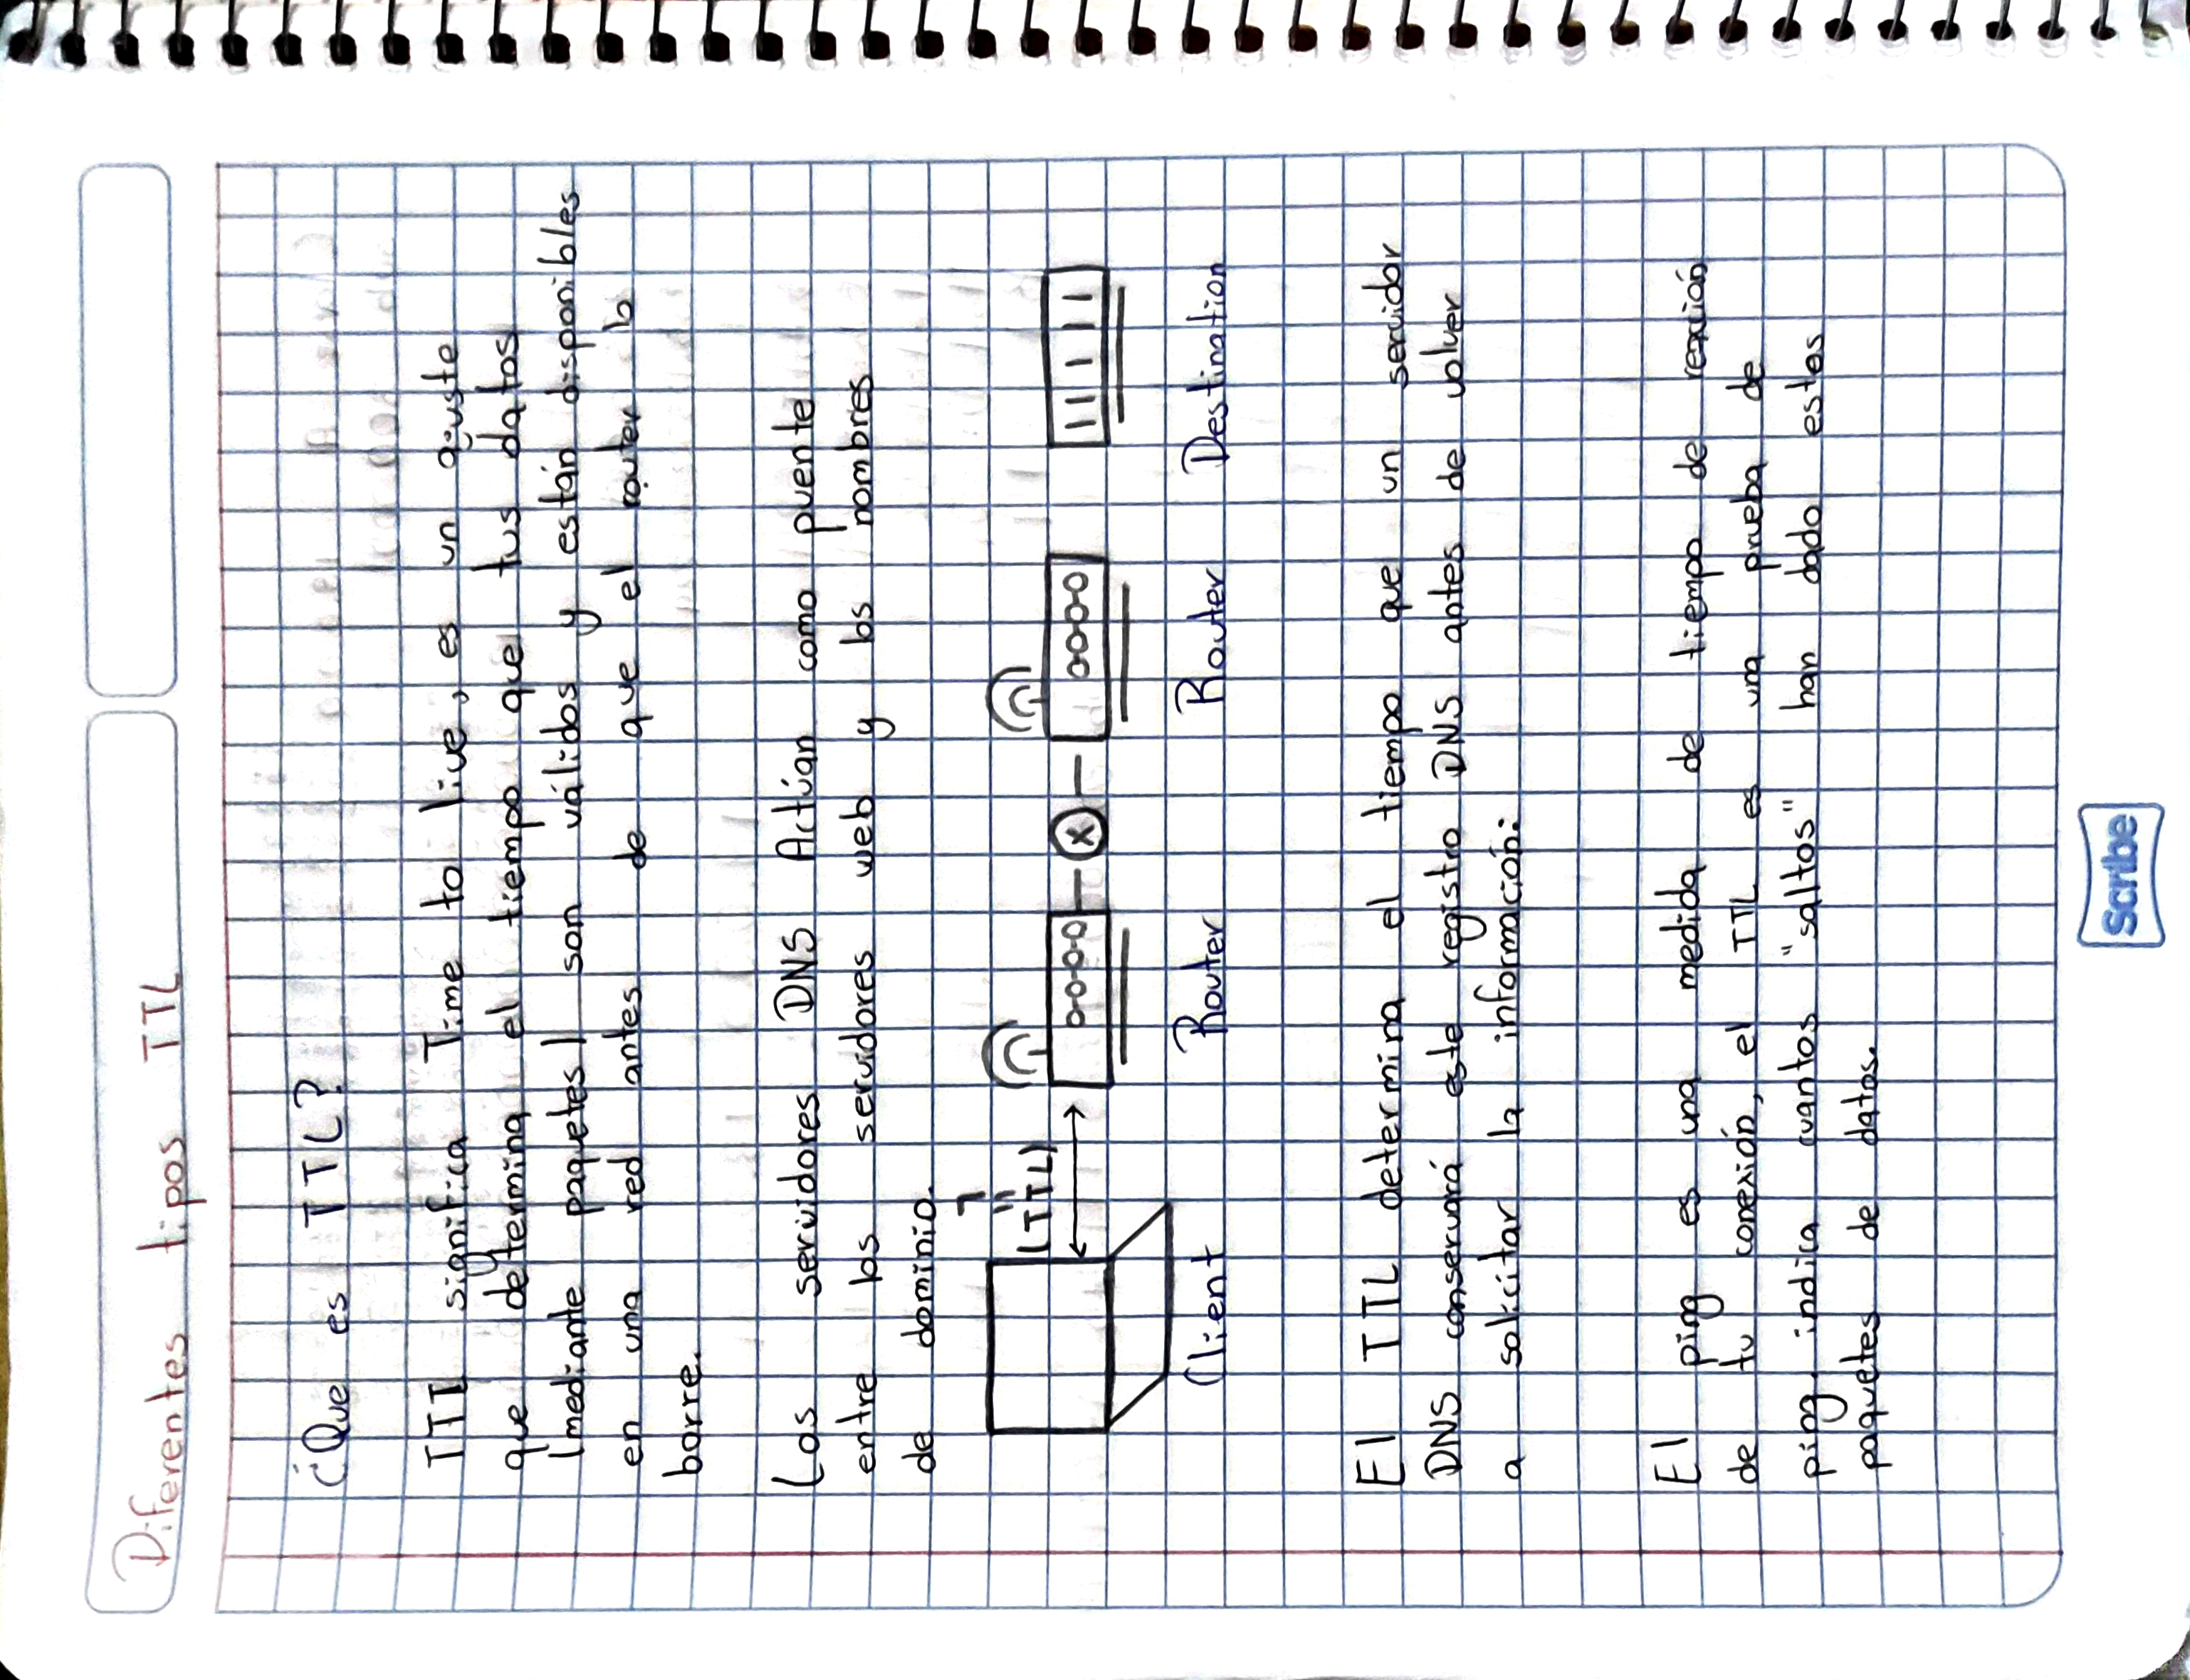 Diferentes tipos TTL
¿Que es TTL?
TTL significa Time to live, es un ajuste
que determina el tiempo que tus datos
(mediante paquetes) son válidos y están disponibles
en una red antes de que el router lo
borre.
Los servidores DNS Actúan como puente
entre los servidores web y los nombres
de dominio.
(TTL)
x
Client Router Router Destination
El TTL determina el tiempo que un servidor
DNS conservará este registro DNS antes de volver
a solicitar la información.
El ping es una medida de tiempo de reacción
de tu conexión, el TTL es una prueba de
ping, indica cuantos "saltos" han dado estos
paquetes de datos.
Scribe